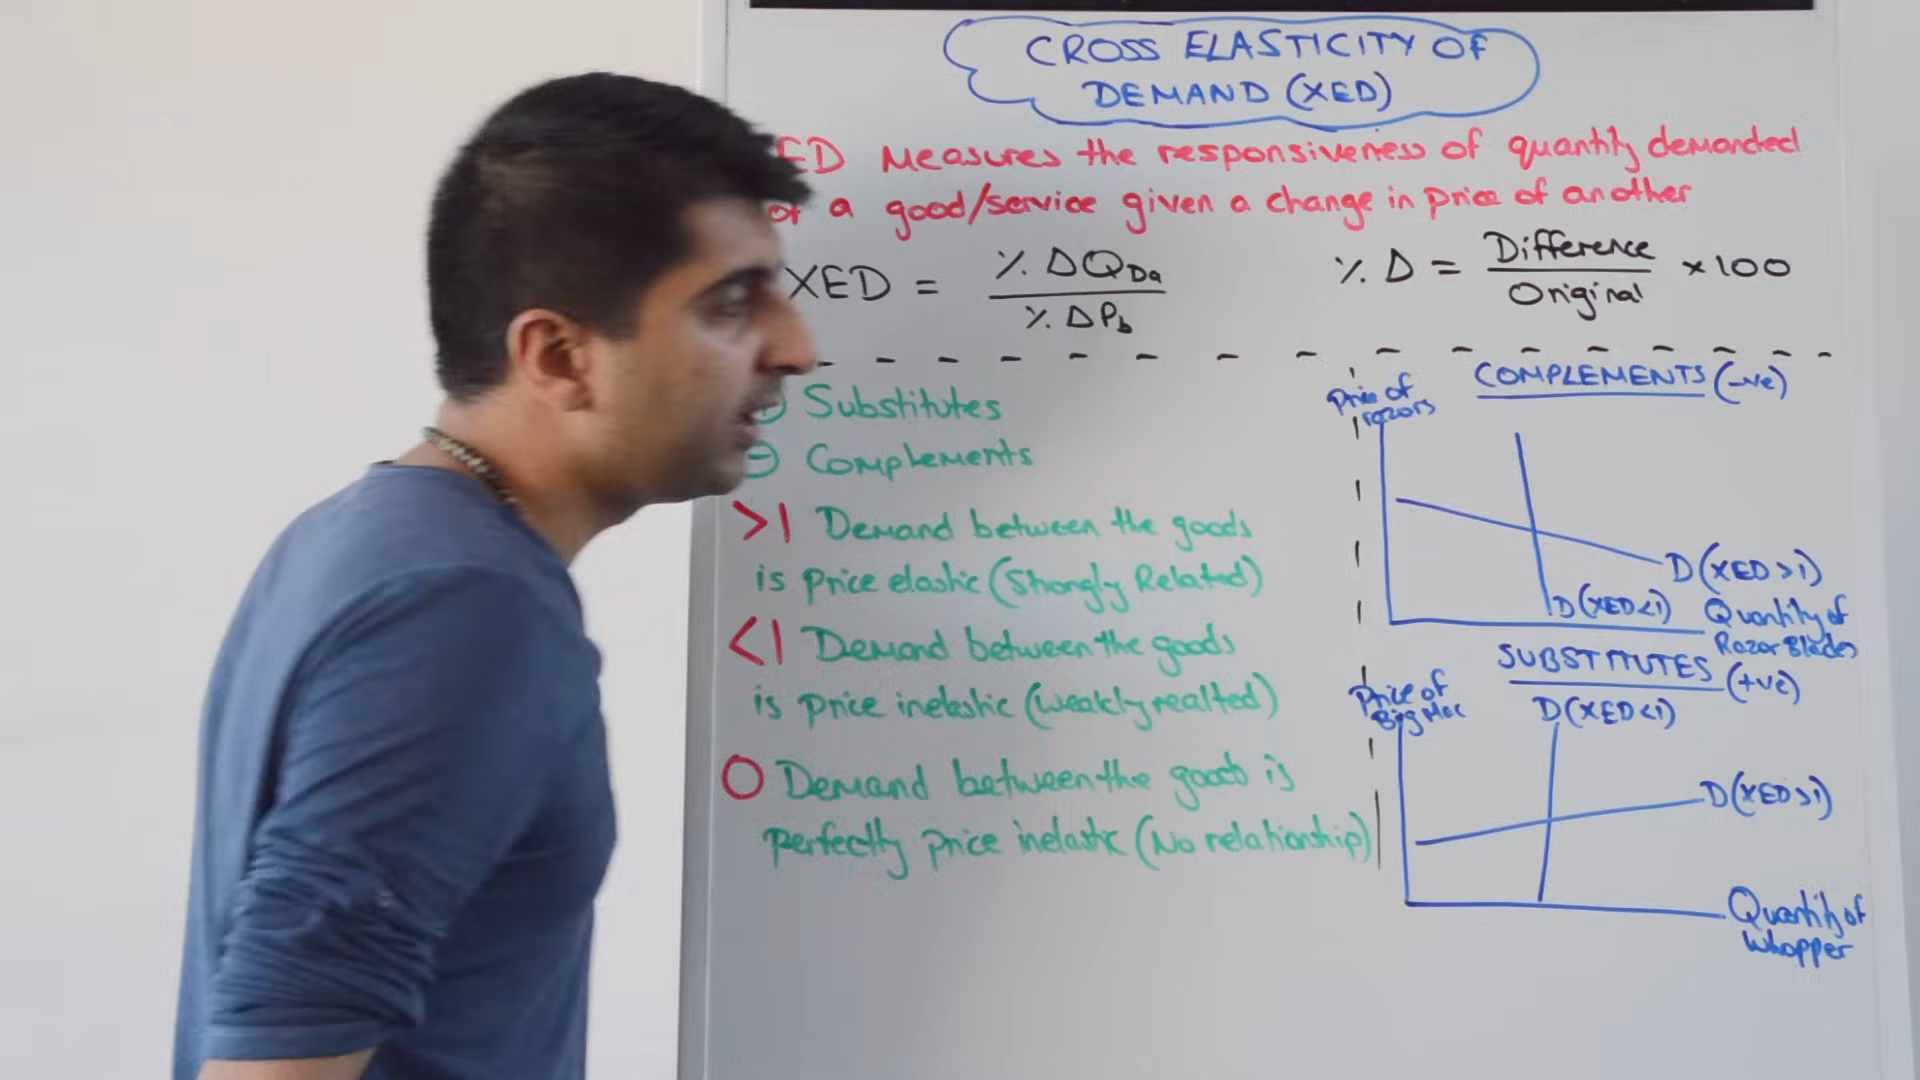 CROSS ELASTICITY OF
DEMAND (XED)
XED Measures the responsiveness of quantity demanded
of a good/service given a change in price of another
XED = % ΔQDa / % ΔPb
% Δ = Difference / Original ×100
+ Substitutes
- Complements
>1 Demand between the goods
is price elastic (Strongly Related)
<1 Demand between the goods
is price inelastic (weakly realted)
O Demand between the goods is
perfectly price inelastic (No relationship)
COMPLEMENTS (-ve)
Price of
razors
D(XED>1)
D(XED<1)
Quantity of
Razor Blades
SUBSTITUTES (+ve)
Price of
Big Mac
D(XED<1)
D(XED>1)
Quantity of
Whopper